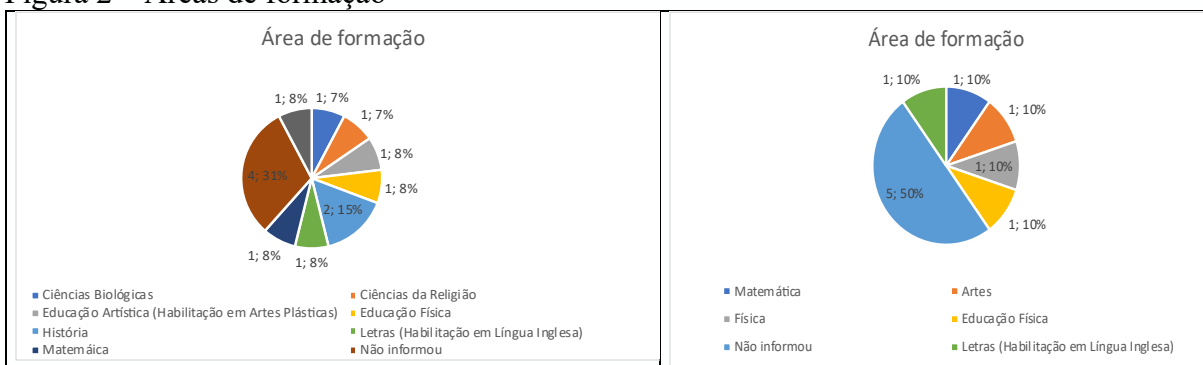 Figura 2 – Áreas de formação
Área de formação
1; 8%
1; 7%
1; 7%
1; 8%
1; 8%
2; 15%
1; 8%
1; 8%
4; 31%
Ciências Biológicas
Ciências da Religião
Educação Artística (Habilitação em Artes Plásticas)
Educação Física
História
Letras (Habilitação em Língua Inglesa)
Matemáica
Não informou
Área de formação
1; 10%
1; 10%
1; 10%
1; 10%
1; 10%
5; 50%
Matemática
Artes
Física
Educação Física
Não informou
Letras (Habilitação em Língua Inglesa)